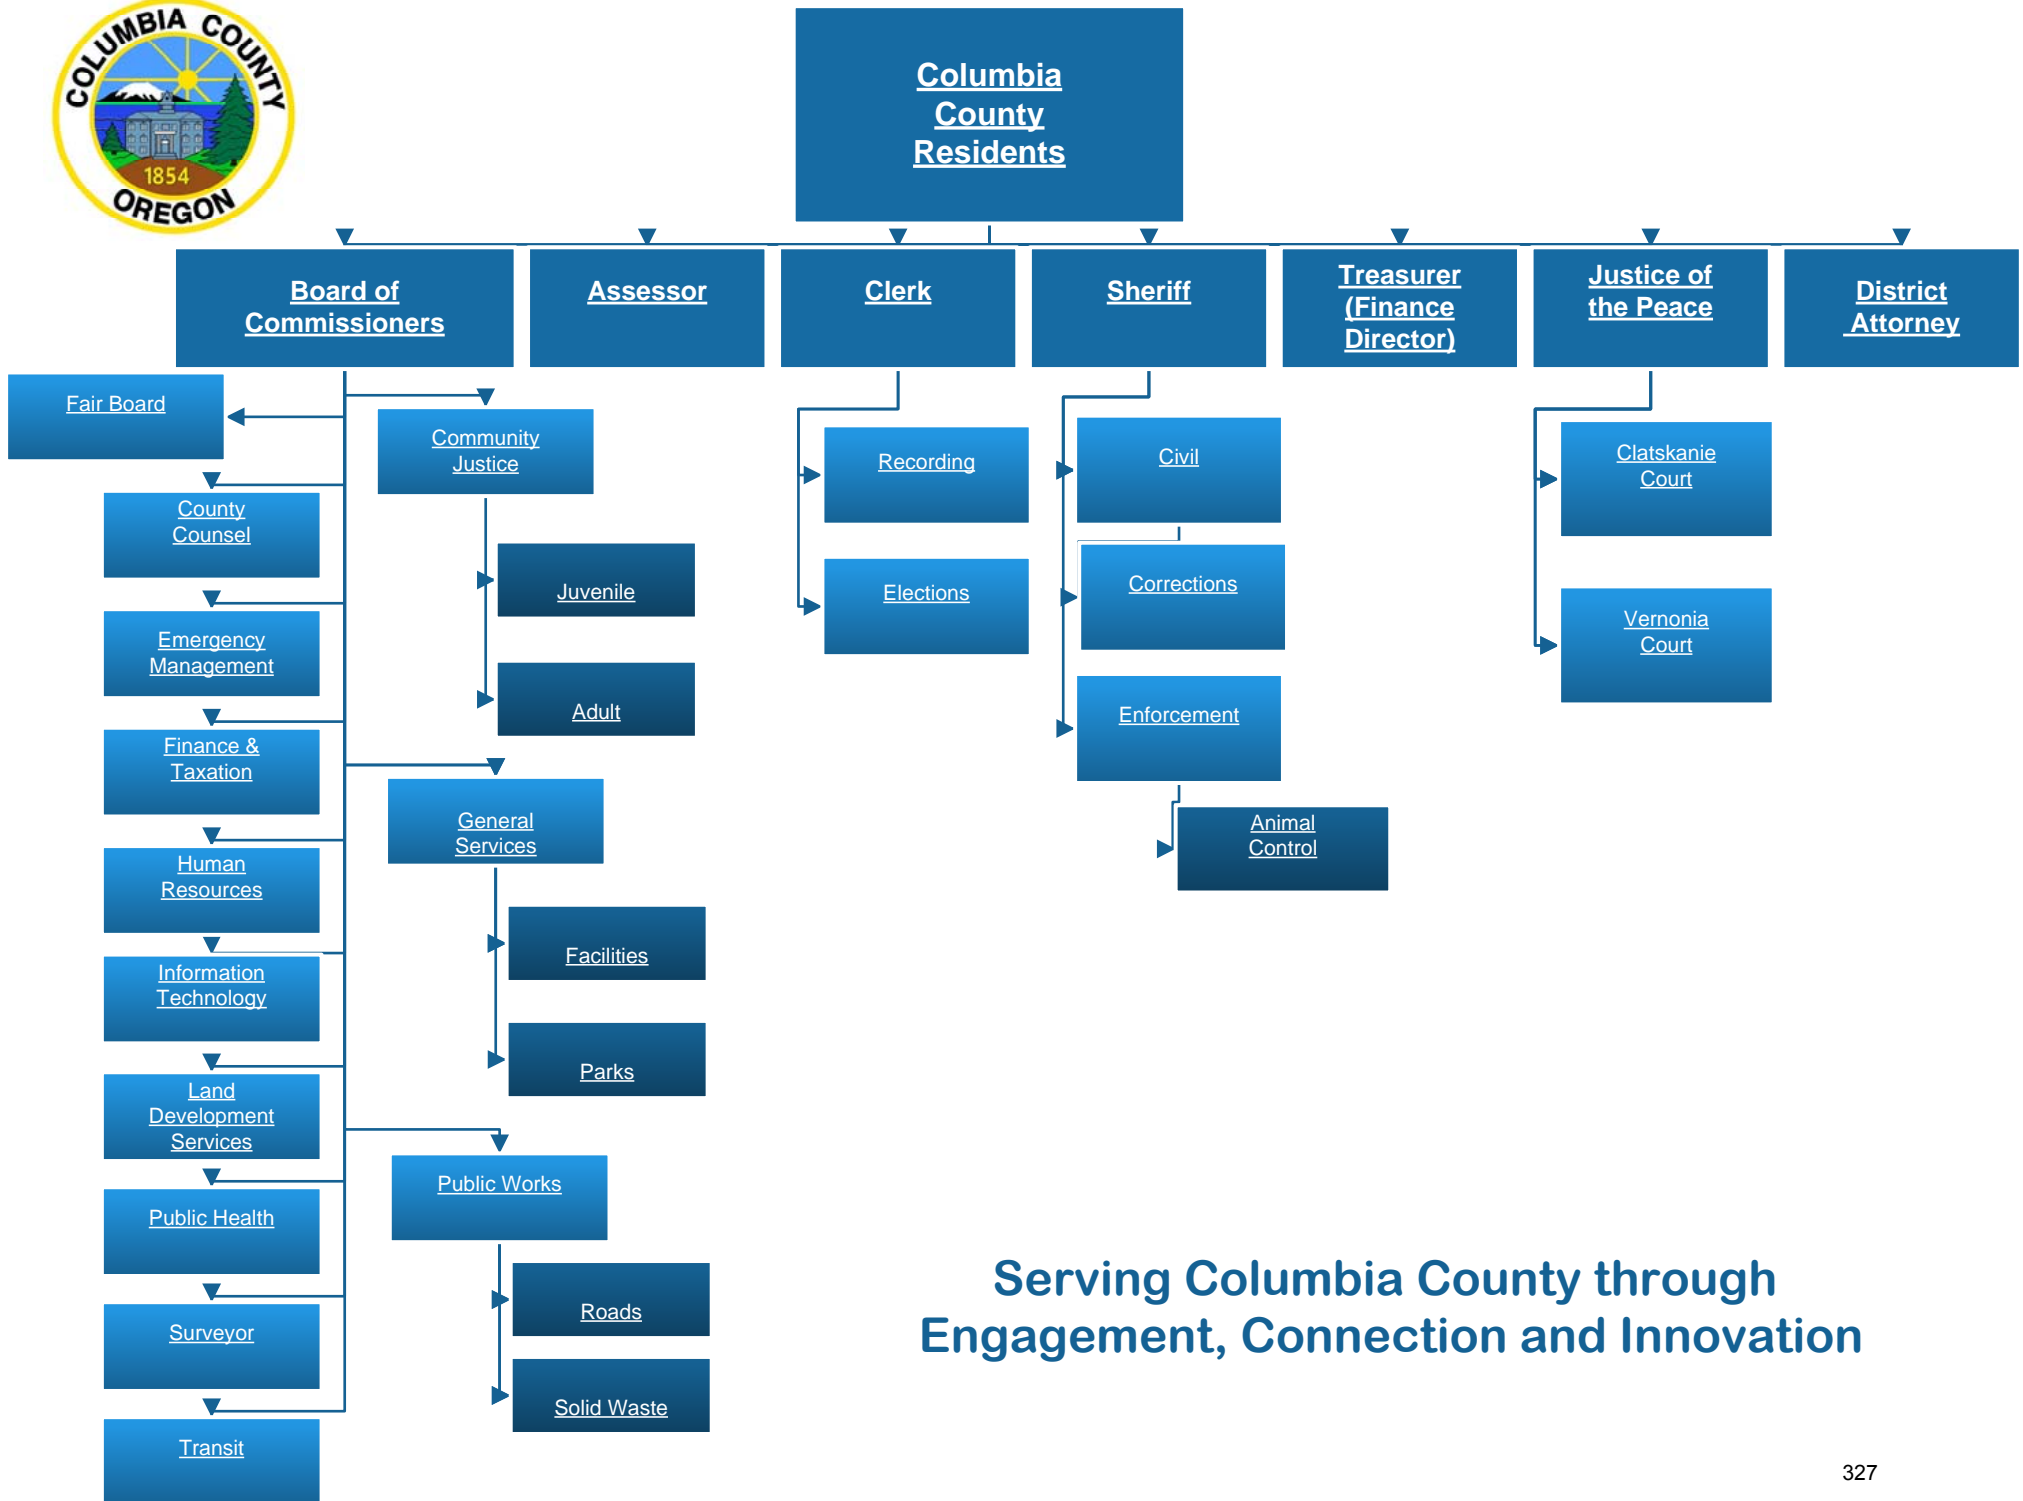 COLUMBIA COUNTY
1854
OREGON
Columbia
County
Residents
Board of
Commissioners
Assessor
Clerk
Sheriff
Treasurer
(Finance
Director)
Justice of
the Peace
District
Attorney
Fair Board
County
Counsel
Emergency
Management
Finance &
Taxation
Human
Resources
Information
Technology
Land
Development
Services
Public Health
Surveyor
Transit
Community
Justice
Juvenile
Adult
General
Services
Facilities
Parks
Public Works
Roads
Solid Waste
Recording
Elections
Civil
Corrections
Enforcement
Animal
Control
Clatskanie
Court
Vernonia
Court
Serving Columbia County through
Engagement, Connection and Innovation
327